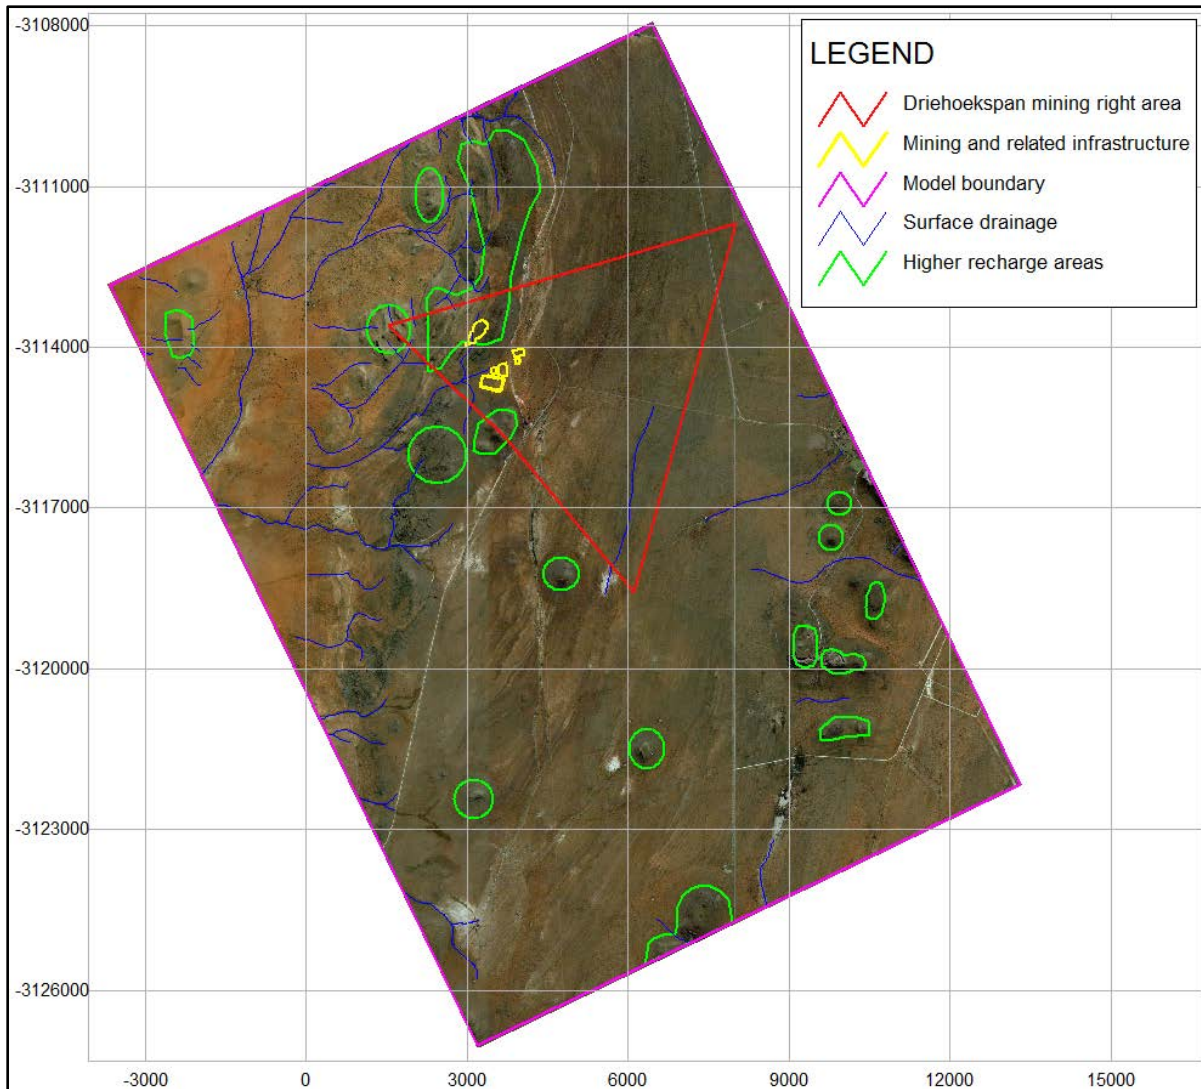 -3108000
-3111000
-3114000
-3117000
-3120000
-3123000
-3126000
LEGEND
Driehoekspan mining right area
Mining and related infrastructure
Model boundary
Surface drainage
Higher recharge areas
-3000 0 3000 6000 9000 12000 15000